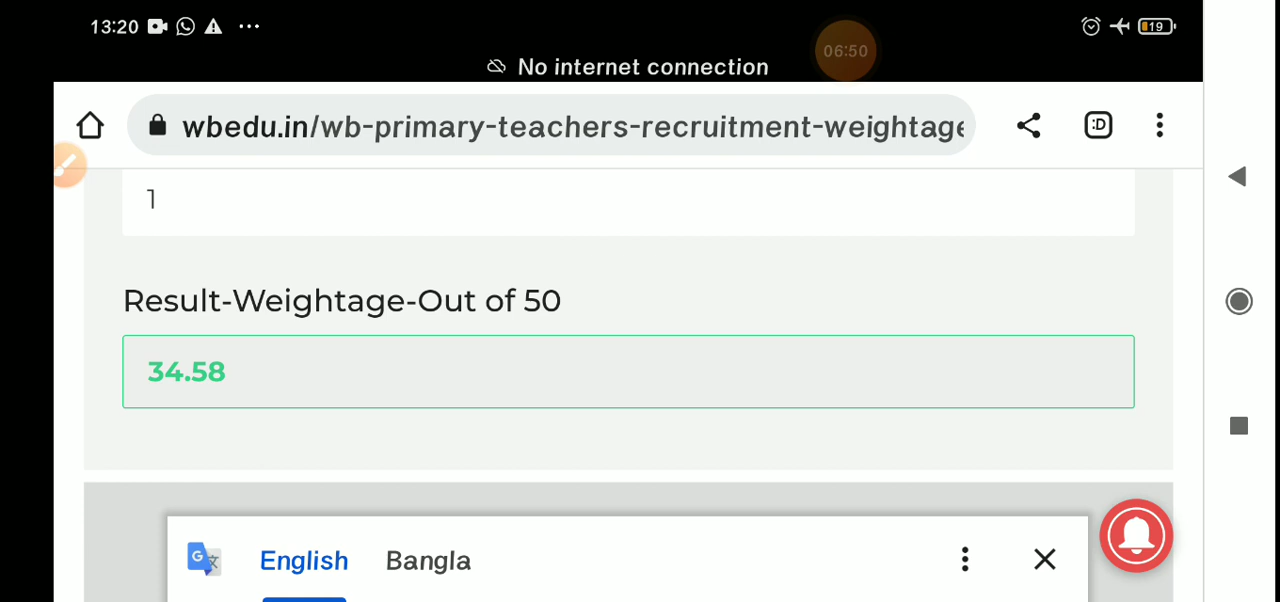 13:20
19
06:50
No internet connection
wbedu.in/wb-primary-teachers-recruitment-weightage
:D
1
Result-Weightage-Out of 50
34.58
G English Bangla